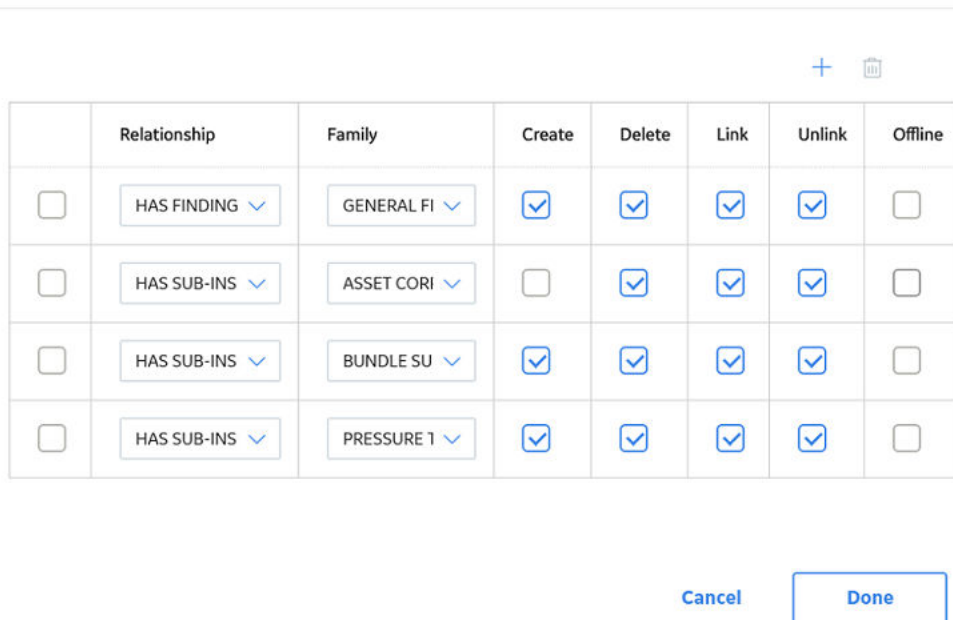 Relationship Family Create Delete Link Unlink Offline
HAS FINDING GENERAL FI
HAS SUB-INS ASSET CORI
HAS SUB-INS BUNDLE SU
HAS SUB-INS PRESSURE
Cancel Done